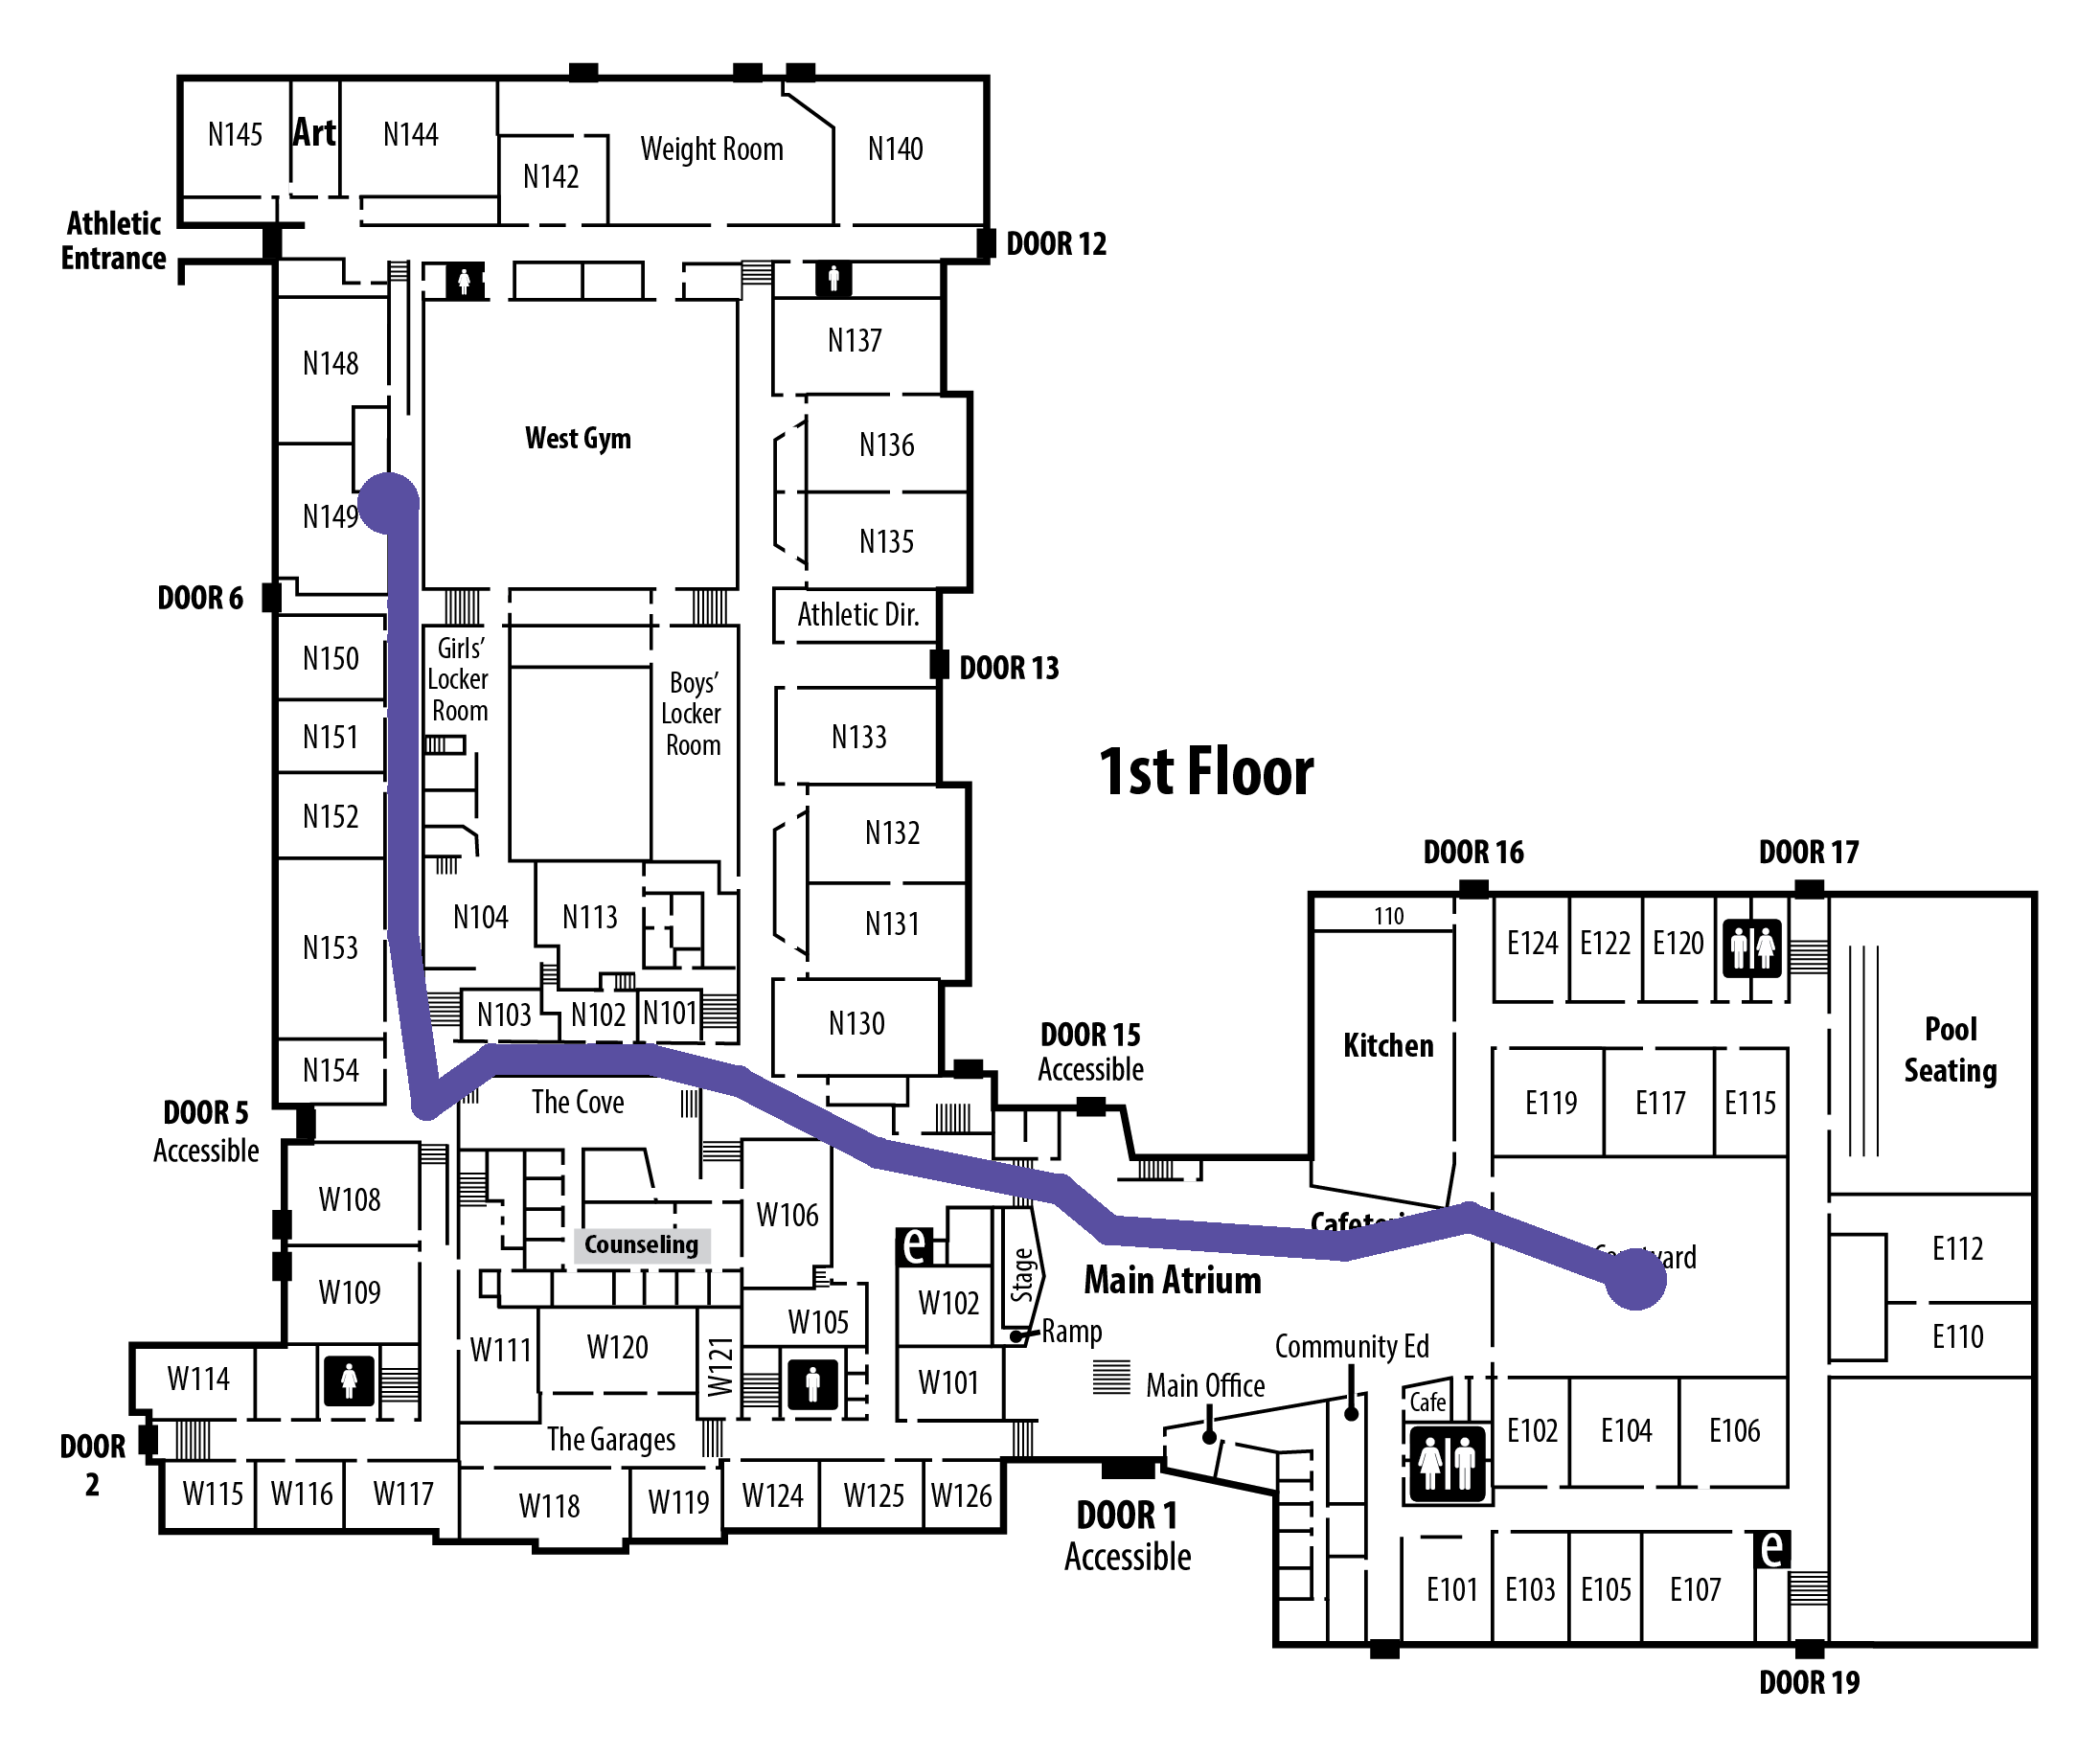 N145
Art
N144
N142
Weight Room
N140
Athletic
Entrance
DOOR 12
N148
West Gym
N137
N136
N149
N135
DOOR 6
Athletic Dir.
N150
Girls'
Locker
Room
Boys'
Locker
Room
DOOR 13
N151
N133
1st Floor
N152
N132
DOOR 16
DOOR 17
N153
N104
N113
N131
110
E124
E122
E120
N103
N102
N101
N130
DOOR 15
Accessible
Kitchen
Pool
Seating
N154
The Cove
DOOR 5
Accessible
E119
E117
E115
W108
W106
Counseling
e
Stage
Main Atrium
E112
W109
W102
W105
Ramp
W111
W120
W121
Community Ed
E110
W114
W101
Main Office
Cafe
The Garages
E102
E104
E106
DOOR
2
W115
W116
W117
W118
W119
W124
W125
W126
DOOR 1
Accessible
e
E101
E103
E105
E107
DOOR 19